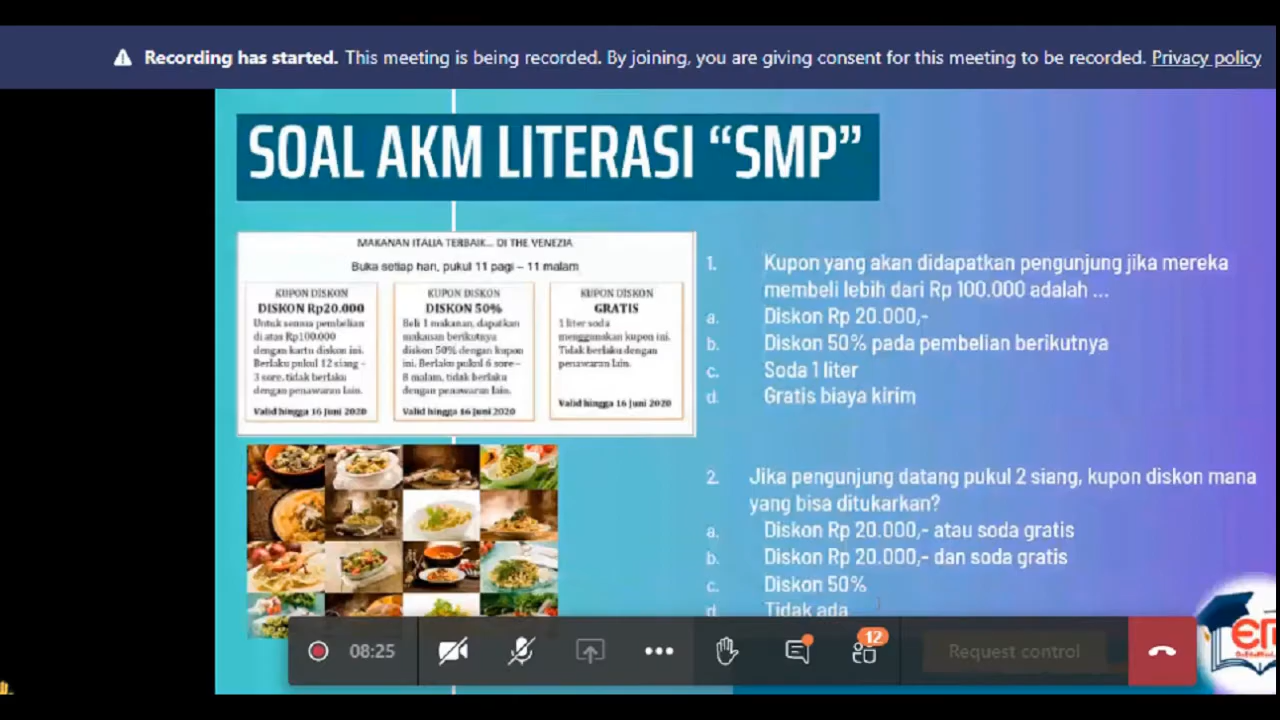 Recording has started. This meeting is being recorded. By joining, you are giving consent for this meeting to be recorded. Privacy policy
SOAL AKM LITERASI “SMP”
MAKANAN ITALIA TERBAIK... DI THE VENEZIA
Buka setiap hari, pukul 11 pagi – 11 malam
KUPON DISKON
DISKON Rp20.000
Untuk semua pembelian
di atas Rp100.000
dengan kartu diskon ini.
Berlaku pukul 12 siang –
3 sore, tidak berlaku
dengan penawaran lain.
Valid hingga 16 Juni 2020
KUPON DISKON
DISKON 50%
Beli 1 makanan, dapatkan
makanan berikutnya
diskon 50% dengan kupon
ini. Berlaku pukul 6 sore–
8 malam, tidak berlaku
dengan penawaran lain.
Valid hingga 16 Juni 2020
KUPON DISKON
GRATIS
1 liter soda
menggunakan kupon ini.
Tidak berlaku dengan
penawaran lain.
Valid hingga 16 Juni 2020
1. Kupon yang akan didapatkan pengunjung jika mereka
membeli lebih dari Rp 100.000 adalah ...
a. Diskon Rp 20.000,-
b. Diskon 50% pada pembelian berikutnya
c. Soda 1 liter
d. Gratis biaya kirim
2. Jika pengunjung datang pukul 2 siang, kupon diskon mana
yang bisa ditukarkan?
a. Diskon Rp 20.000,- atau soda gratis
b. Diskon Rp 20.000,- dan soda gratis
c. Diskon 50%
d. Tidak ada
08:25
12
Request control